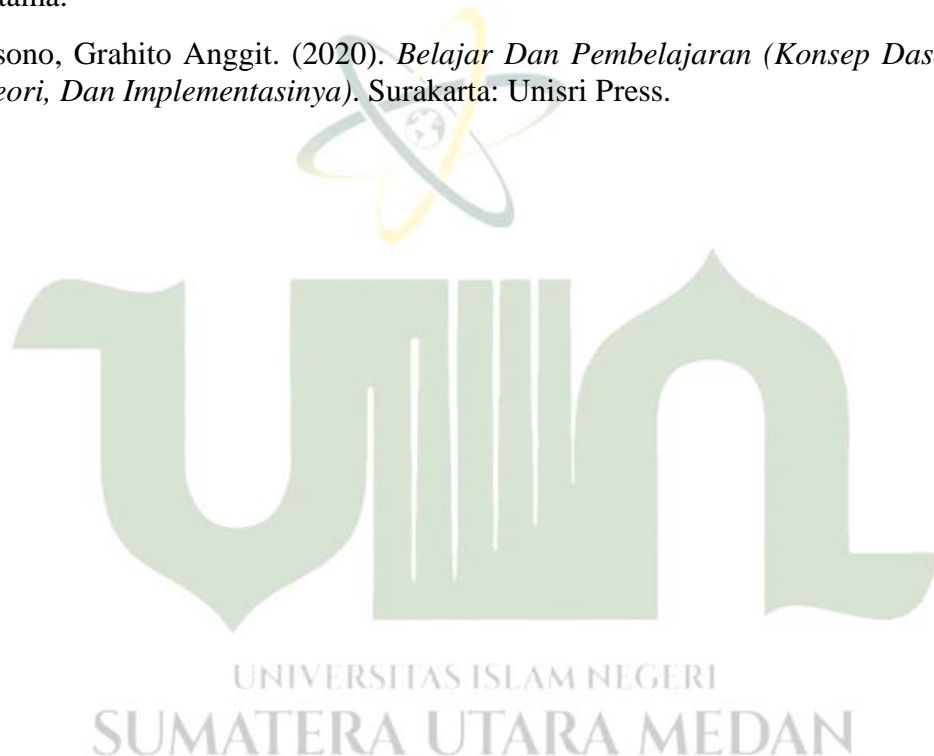 sono, Grahito Anggit. (2020). Belajar Dan Pembelajaran (Konsep Das
eori, Dan Implementasinya). Surakarta: Unisri Press.
UIN
UNIVERSITAS ISLAM NEGERI
SUMATERA UTARA MEDAN